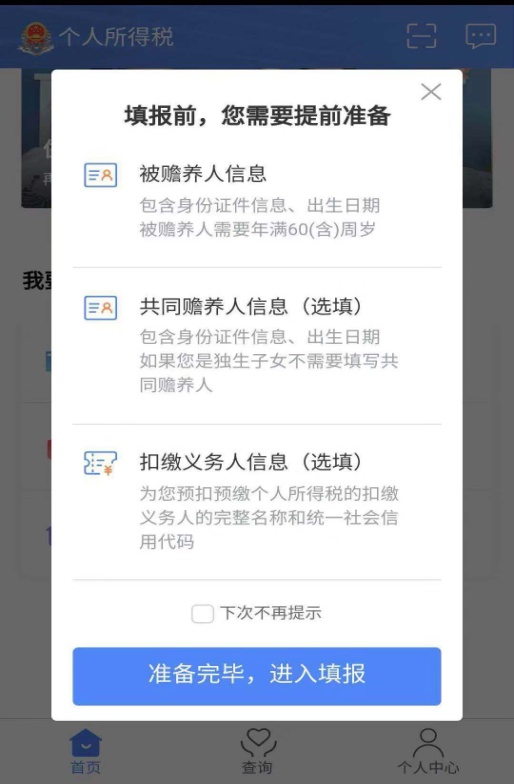 个人所得税
填报前，您需要提前准备
被赡养人信息
包含身份证件信息、出生日期
被赡养人需要年满60(含)周岁
我要
共同赡养人信息（选填）
包含身份证件信息、出生日期
如果您是独生子女不需要填写共
同赡养人
扣缴义务人信息（选填）
为您预扣预缴个人所得税的扣缴
义务人的完整名称和统一社会信
用代码
下次不再提示
准备完毕，进入填报
首页
查询
个人中心